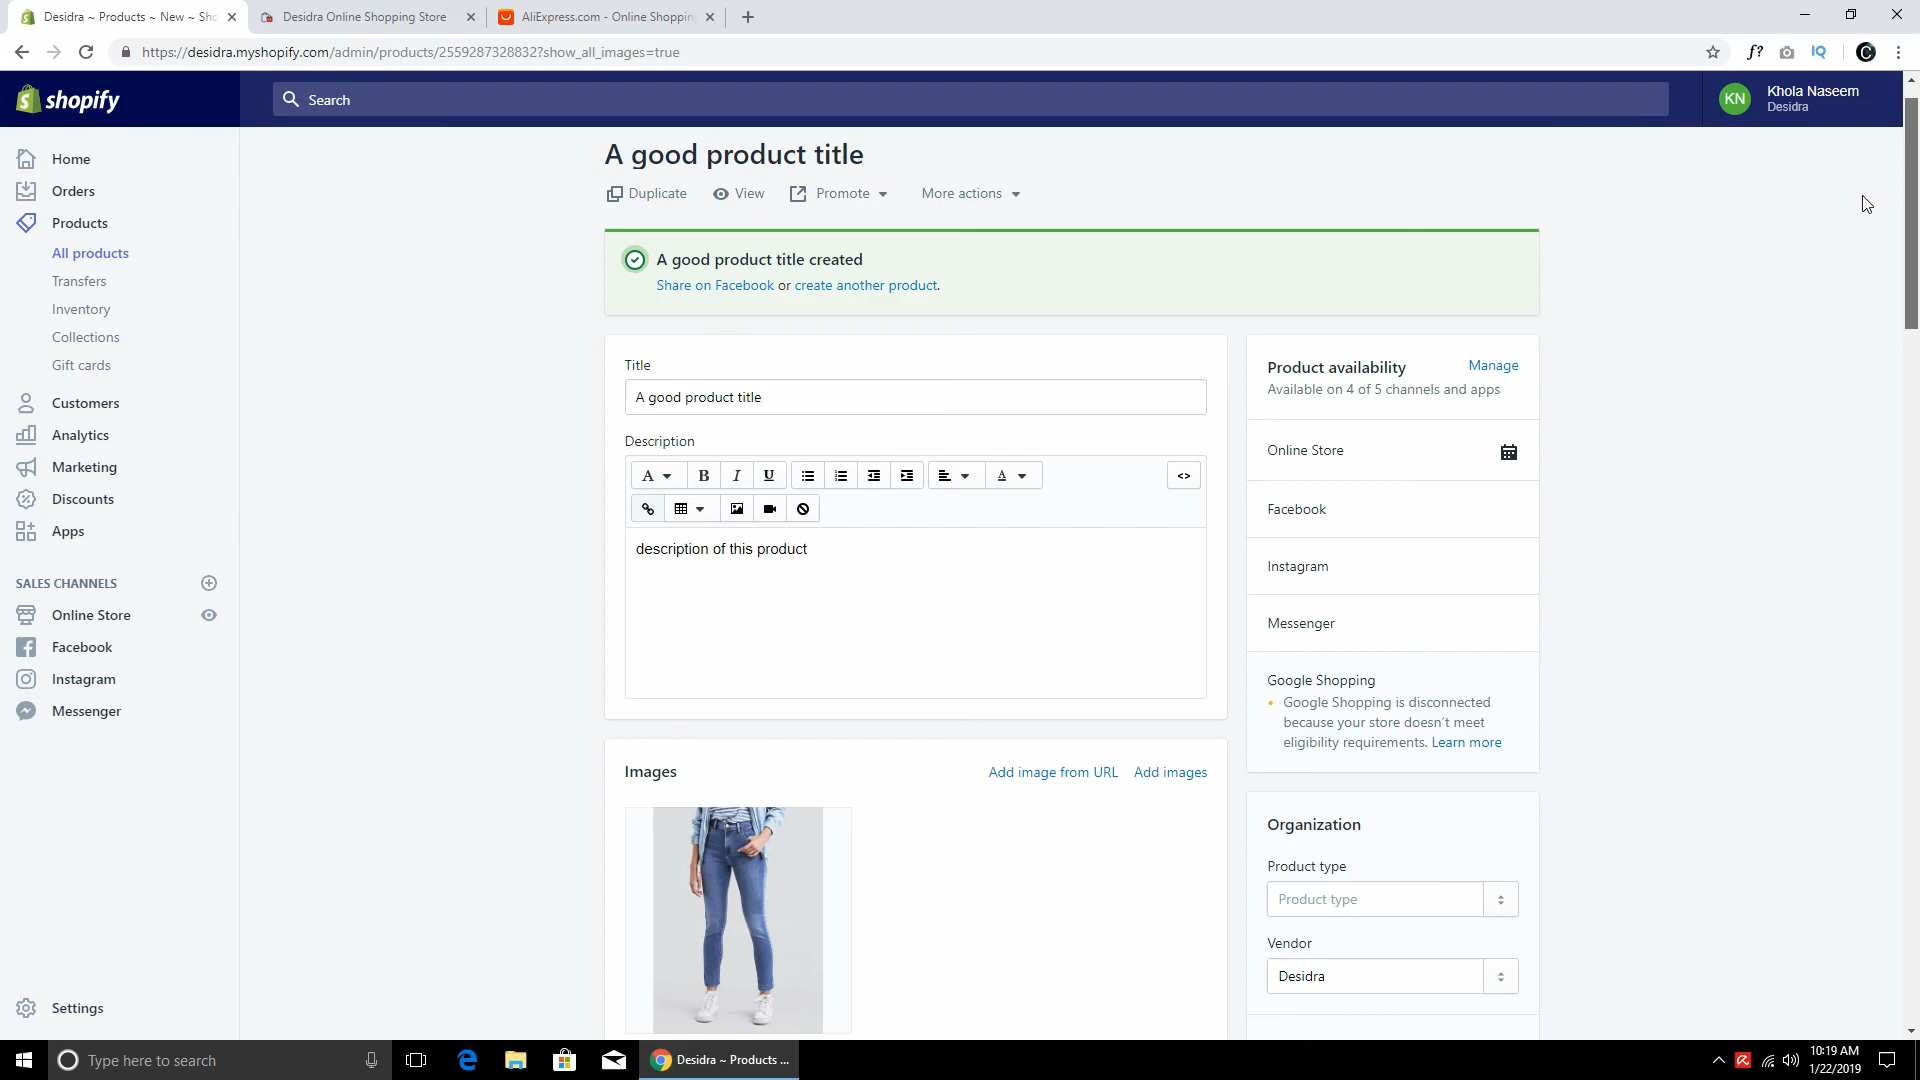 Desidra ~ Products ~ New ~ Sho
Desidra Online Shopping Store
AliExpress.com - Online Shoppin
https://desidra.myshopify.com/admin/products/2559287328832?show_all_images=true
f?
IQ
C
shopify
Search
KN
Khola Naseem
Desidra
Home
Orders
Products
All products
Transfers
Inventory
Collections
Gift cards
Customers
Analytics
Marketing
Discounts
Apps
SALES CHANNELS
Online Store
Facebook
Instagram
Messenger
Settings
A good product title
Duplicate
View
Promote
More actions
A good product title created
Share on Facebook or create another product.
Title
A good product title
Description
A
B
I
U
A
<>
description of this product
Images
Add image from URL
Add images
Product availability
Manage
Available on 4 of 5 channels and apps
Online Store
Facebook
Instagram
Messenger
Google Shopping
Google Shopping is disconnected
because your store doesn't meet
eligibility requirements. Learn more
Organization
Product type
Product type
Vendor
Desidra
Type here to search
Desidra ~ Products ...
10:19 AM
1/22/2019